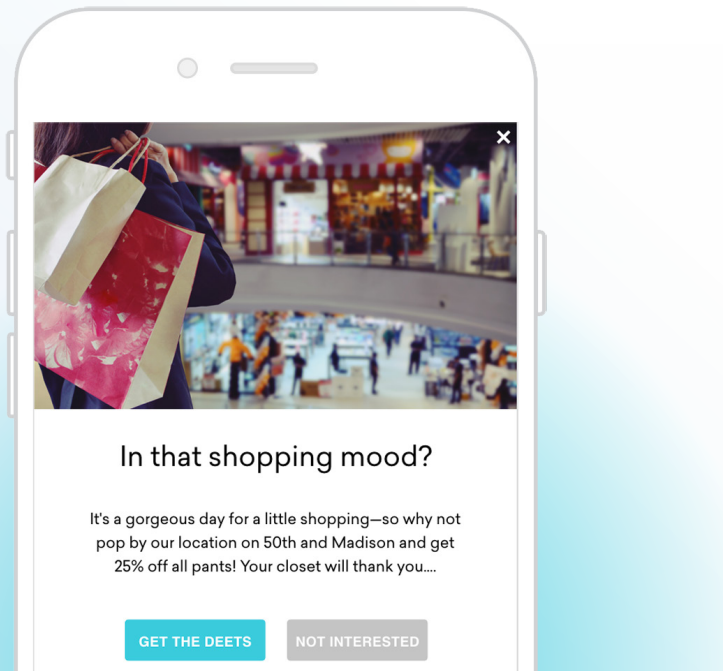 In that shopping mood?
It's a gorgeous day for a little shopping—so why not
pop by our location on 50th and Madison and get
25% off all pants! Your closet will thank you....
GET THE DEETS
NOT INTERESTED